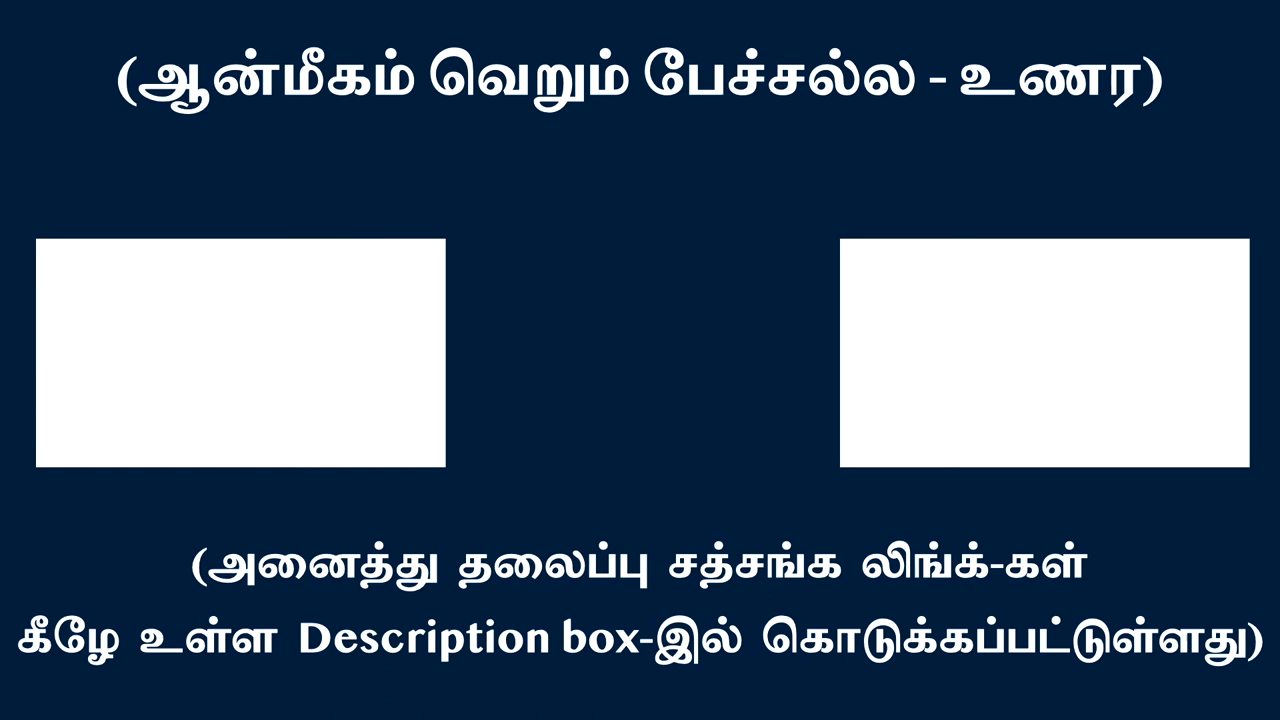 (ஆன்மீகம் வெறும் பேச்சல்ல - உணர)
(அனைத்து தலைப்பு சத்சங்க லிங்க்-கள்
கீழே உள்ள Description box-இல் கொடுக்கப்பட்டுள்ளது)